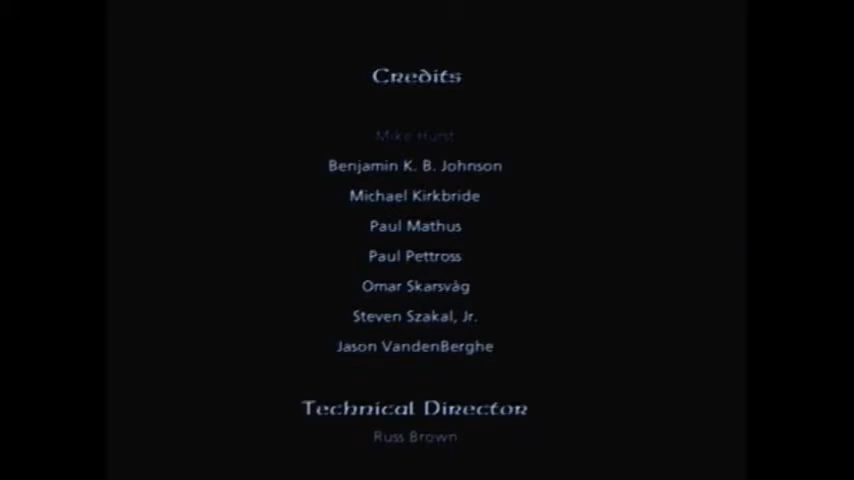 Credits
Mike Hurst
Benjamin K. B. Johnson
Michael Kirkbride
Paul Mathus
Paul Pettross
Omar Skarsvåg
Steven Szakal, Jr.
Jason VandenBerghe
Technical Director
Russ Brown